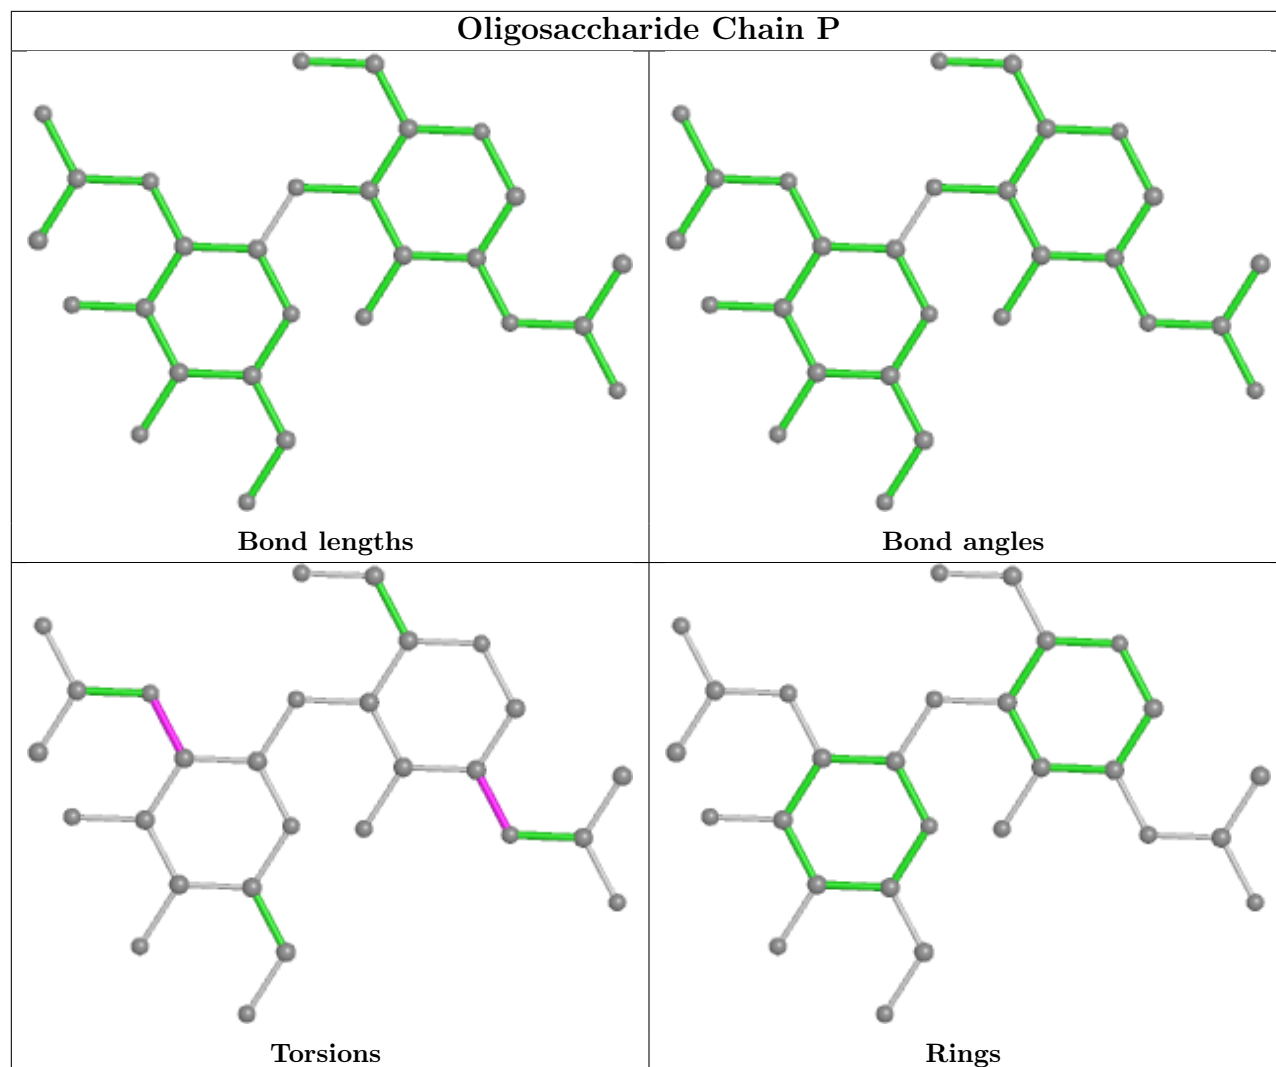 Oligosaccharide Chain P
Bond lengths
Bond angles
Torsions
Rings